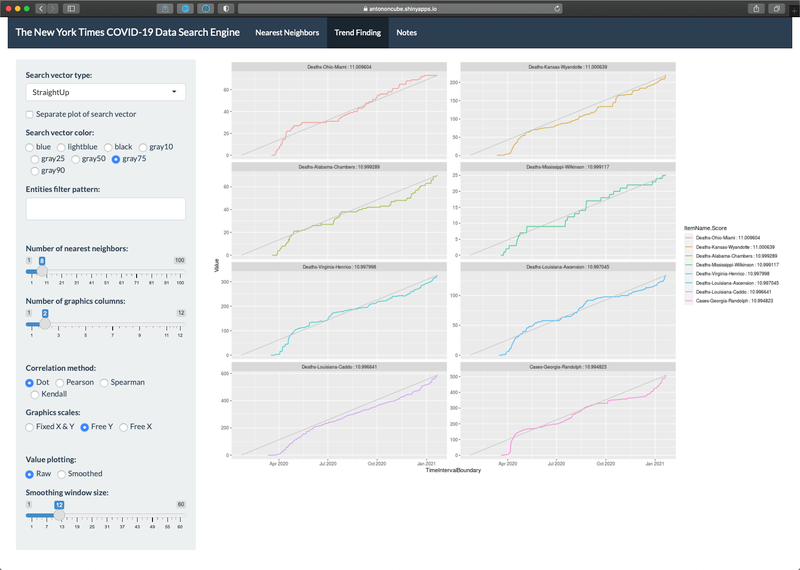 antononcube.shinyapps.io
The New York Times COVID-19 Data Search Engine
Nearest Neighbors
Trend Finding
Notes
Search vector type:
StraightUp
Separate plot of search vector
Search vector color:
blue lightblue black gray10
gray25 gray50 gray75
gray90
Entities filter pattern:
Number of nearest neighbors:
1 8 100
1 11 21 31 41 51 61 71 81 91 100
Number of graphics columns:
1 2 12
1 3 5 7 9 11 12
Correlation method:
Dot Pearson Spearman
Kendall
Graphics scales:
Fixed X & Y Free Y Free X
Value plotting:
Raw Smoothed
Smoothing window size:
1 12 60
1 7 13 19 25 31 37 43 49 55 60
Value
Deaths-Ohio-Miami : 11.009604
60
40
20
0
Deaths-Kansas-Wyandotte : 11.000639
200
150
100
50
0
Deaths-Alabama-Chambers : 10.999289
60
40
20
0
Deaths-Mississippi-Wilkinson : 10.999117
25
20
15
10
5
0
Deaths-Virginia-Henrico : 10.997998
300
200
100
0
Deaths-Louisiana-Ascension : 10.997045
100
50
0
Deaths-Louisiana-Caddo : 10.996641
600
400
200
0
Apr 2020 Jul 2020 Oct 2020 Jan 2021
Cases-Georgia-Randolph : 10.994823
500
400
300
200
100
0
Apr 2020 Jul 2020 Oct 2020 Jan 2021
TimeIntervalBoundary
ItemName.Score
Deaths-Ohio-Miami : 11.009604
Deaths-Kansas-Wyandotte : 11.000639
Deaths-Alabama-Chambers : 10.999289
Deaths-Mississippi-Wilkinson : 10.999117
Deaths-Virginia-Henrico : 10.997998
Deaths-Louisiana-Ascension : 10.997045
Deaths-Louisiana-Caddo : 10.996641
Cases-Georgia-Randolph : 10.994823